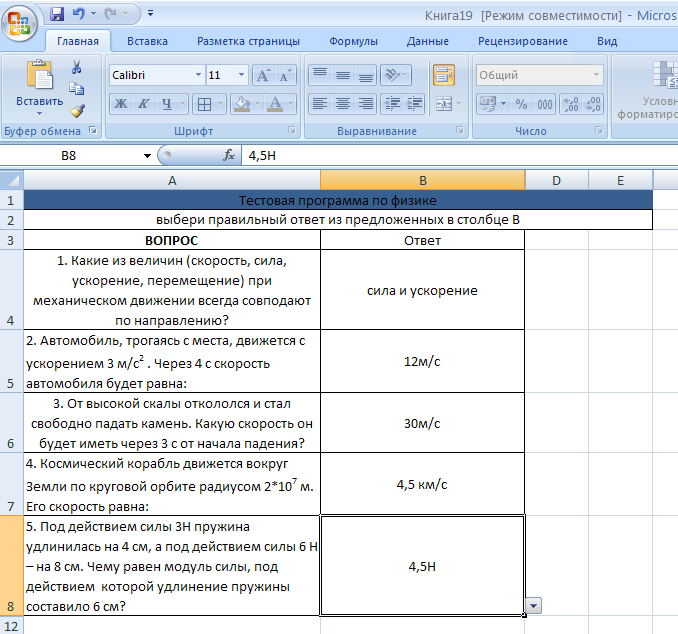 Книга19 [Режим совместимости] - Micros
Главная Вставка Разметка страницы Формулы Данные Рецензирование Вид
Calibri 11 Общий
Вставить Ж К Ч % 000 Условн
форматиро
Буфер обмена Шрифт Выравнивание Число
B8 fx 4,5Н
A B D E
1 Тестовая программа по физике
2 выбери правильный ответ из предложенных в столбце В
3 ВОПРОС Ответ
1. Какие из величин (скорость, сила,
ускорение, перемещение) при
механическом движении всегда совподают
по направлению?
4 сила и ускорение
2. Автомобиль, трогаясь с места, движется с
ускорением 3 м/с² . Через 4 с скорость
автомобиля будет равна:
5 12м/с
3. От высокой скалы откололся и стал
свободно падать камень. Какую скорость он
будет иметь через 3 с от начала падения?
6 30м/с
4. Космический корабль движется вокруг
Земли по круговой орбите радиусом 2*10⁷ м.
Его скорость равны:
7 4,5 км/с
5. Под действием силы 3Н пружина
удлинилась на 4 см, а под действием силы 6 Н
– на 8 см. Чему равен модуль силы, под
действием которой удлинение пружины
составило 6 см?
8 4,5Н
12